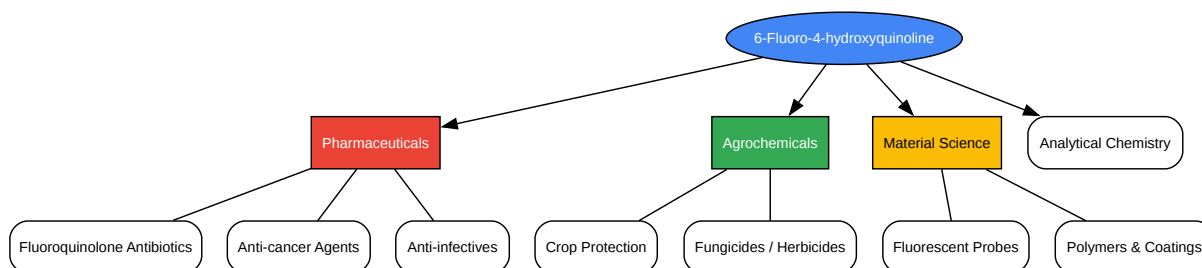 6-Fluoro-4-hydroxyquinoline
Pharmaceuticals
Agrochemicals
Material Science
Analytical Chemistry
Fluoroquinolone Antibiotics
Anti-cancer Agents
Anti-infectives
Crop Protection
Fungicides / Herbicides
Fluorescent Probes
Polymers & Coatings